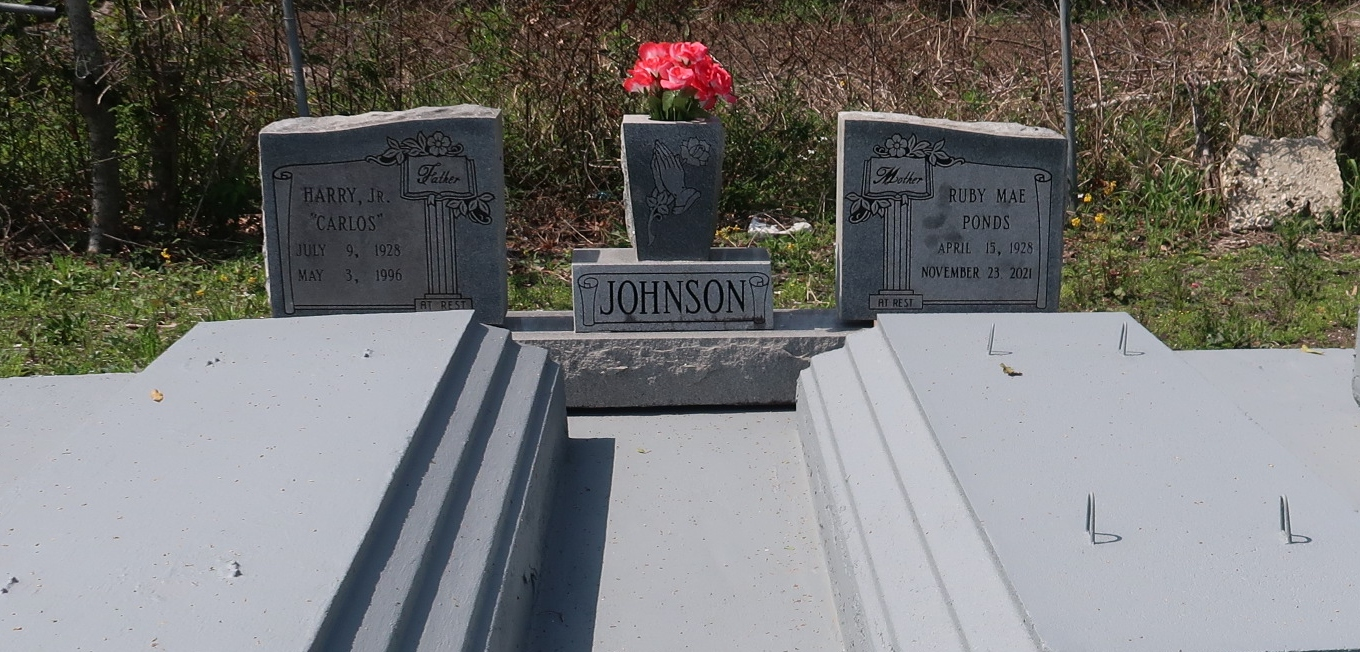 Father
HARRY, JR.
"CARLOS"
JULY 9, 1928
MAY 3, 1996
AT REST
JOHNSON
Mother
RUBY MAE
PONDS
APRIL 15, 1928
NOVEMBER 23, 2021
AT REST